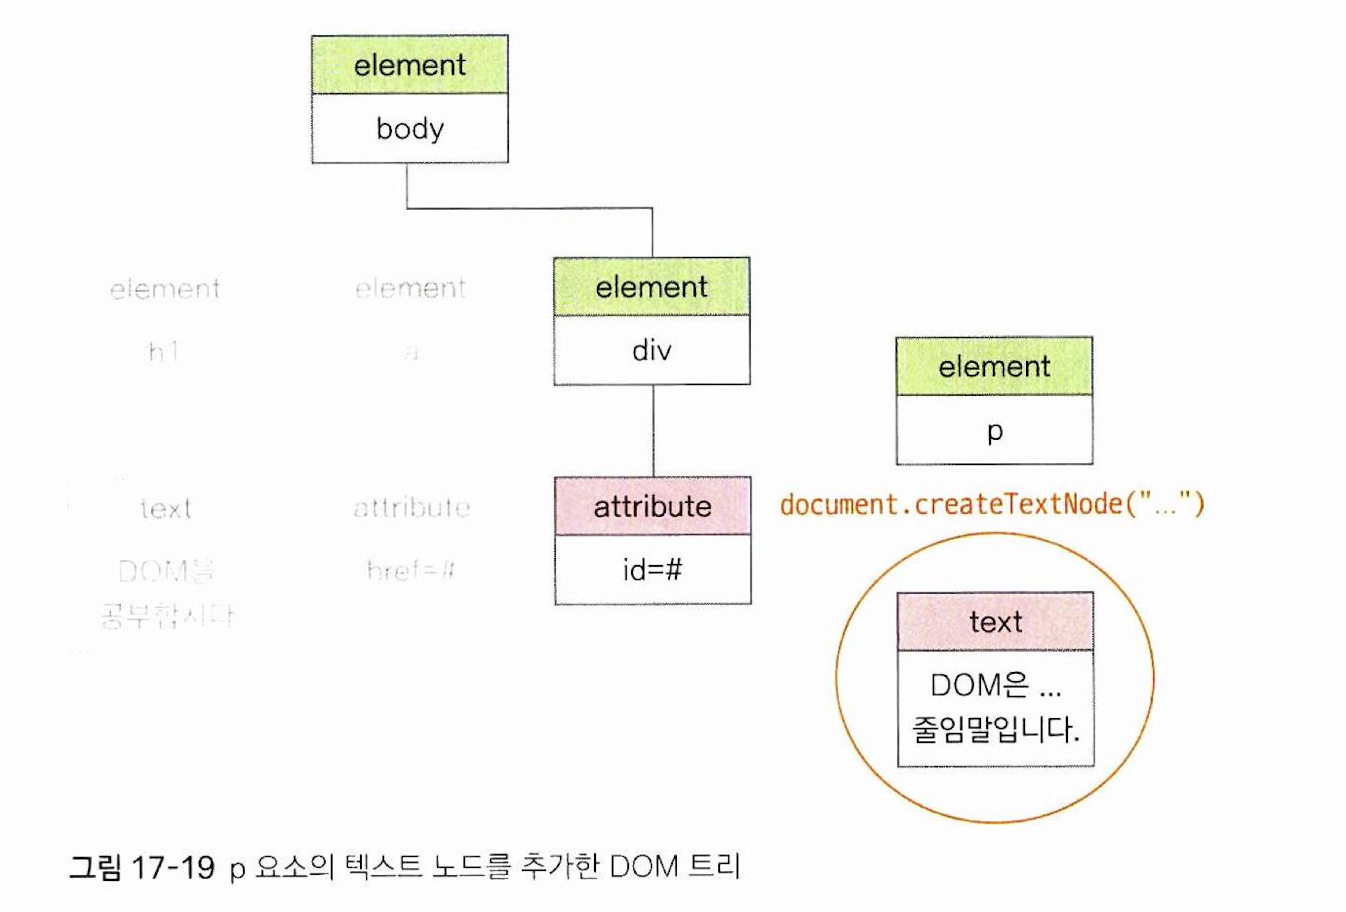 element
body
element
h1
element
a
element
div
element
p
text
DOM을
공부합시다
attribute
href=#
attribute
id=#
document.createTextNode("...")
text
DOM은 ...
줄임말입니다.
그림 17-19 p 요소의 텍스트 노드를 추가한 DOM 트리